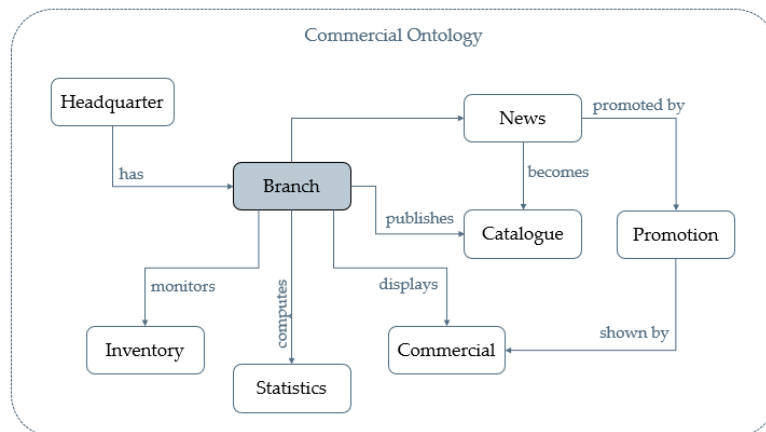 Commercial Ontology
Headquarter
News
promoted by
has
Branch
becomes
publishes
Catalogue
Promotion
monitors
computes
displays
Inventory
Commercial
shown by
Statistics